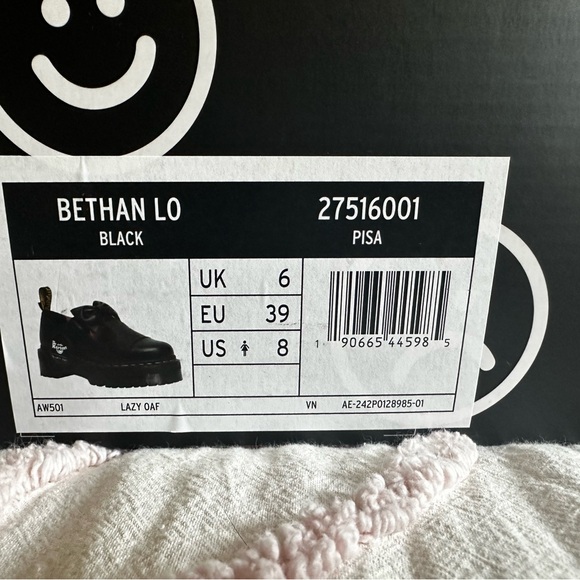 BETHAN LO 27516001
BLACK PISA
UK 6
EU 39
US 8
1 90665 44598 5
AW501 LAZY OAF VN AE-242P0128985-01